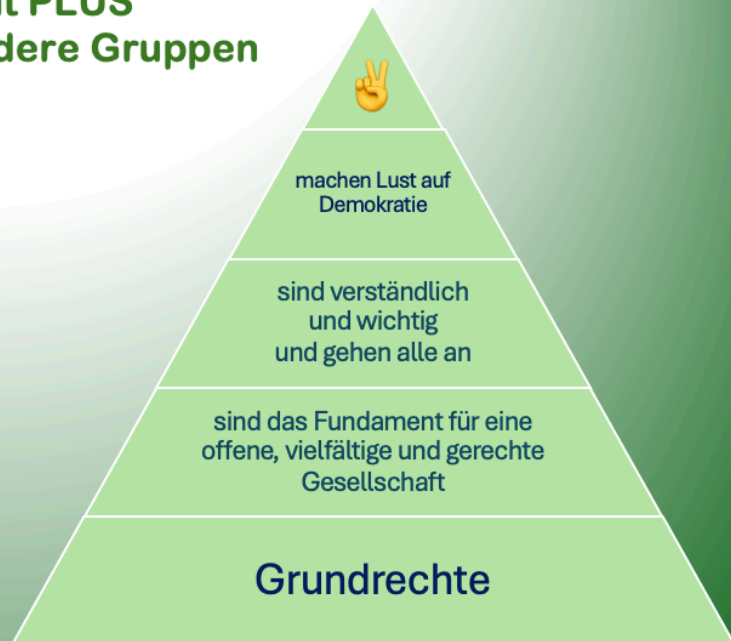 PLUS
dere Gruppen
✌️
machen Lust auf
Demokratie
sind verständlich
und wichtig
und gehen alle an
sind das Fundament für eine
offene, vielfältige und gerechte
Gesellschaft
Grundrechte